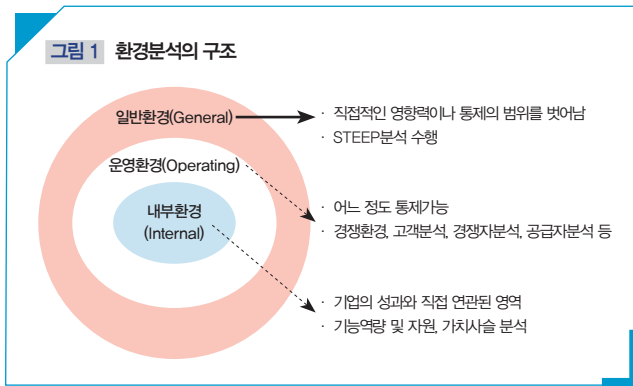 그림 1 환경분석의 구조
일반환경(General)
· 직접적인 영향력이나 통제의 범위를 벗어남
· STEEP분석 수행
운영환경(Operating)
· 어느 정도 통제가능
· 경쟁환경, 고객분석, 경쟁자분석, 공급자분석 등
내부환경
(Internal)
· 기업의 성과와 직접 연관된 영역
· 기능역량 및 자원, 가치사슬 분석